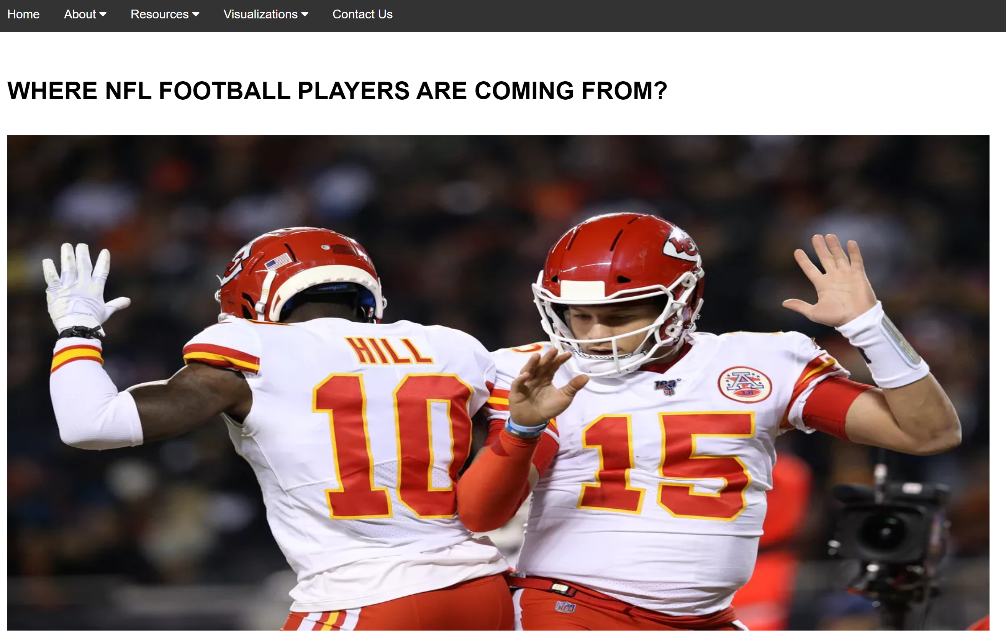 Home About Resources Visualizations Contact Us
WHERE NFL FOOTBALL PLAYERS ARE COMING FROM?
HILL
10
15